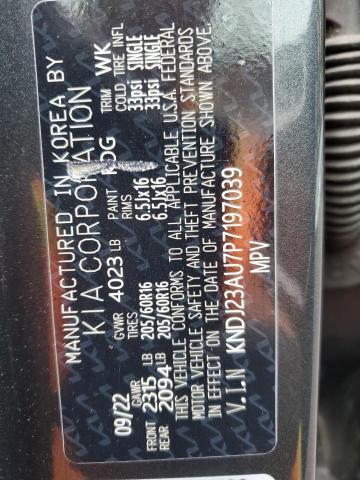 MANUFACTURED IN KOREA BY
KIA CORPORATION
09/22 GVWR 4023 LB PAINT DG TRIM WK
GAWR TIRES RIMS COLD TIRE INFL
FRONT 2315 LB 205/60R16 6.5Jx16 33psi SINGLE
REAR 2094 LB 205/60R16 6.5Jx16 33psi SINGLE
THIS VEHICLE CONFORMS TO ALL APPLICABLE U.S.A. FEDERAL
MOTOR VEHICLE SAFETY AND THEFT PREVENTION STANDARDS
IN EFFECT ON THE DATE OF MANUFACTURE SHOWN ABOVE.
V.I.N KNDJ23AU7P7197039
MPV